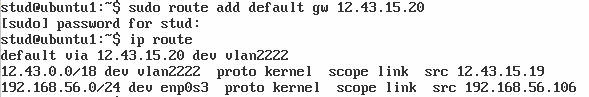 stud@ubuntu1:~$ sudo route add default gw 12.43.15.20
[sudo] password for stud:
stud@ubuntu1:~$ ip route
default via 12.43.15.20 dev vlan2222
12.43.0.0/18 dev vlan2222  proto kernel  scope link  src 12.43.15.19
192.168.56.0/24 dev enp0s3  proto kernel  scope link  src 192.168.56.106